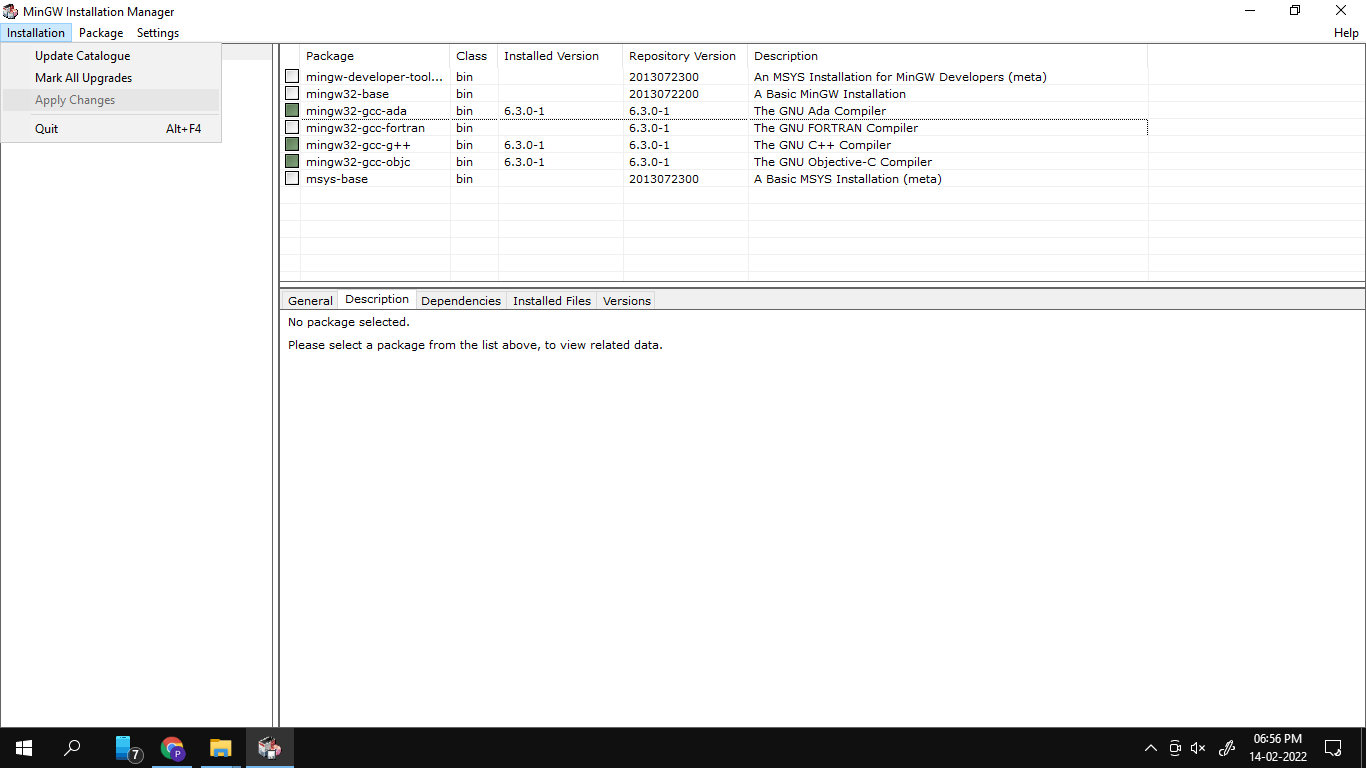 MinGW Installation Manager
Installation Package Settings Help
Update Catalogue
Mark All Upgrades
Apply Changes
Quit Alt+F4
Package Class Installed Version Repository Version Description
mingw-developer-tool... bin 2013072300 An MSYS Installation for MinGW Developers (meta)
mingw32-base bin 2013072200 A Basic MinGW Installation
mingw32-gcc-ada bin 6.3.0-1 6.3.0-1 The GNU Ada Compiler
mingw32-gcc-fortran bin 6.3.0-1 The GNU FORTRAN Compiler
mingw32-gcc-g++ bin 6.3.0-1 6.3.0-1 The GNU C++ Compiler
mingw32-gcc-objc bin 6.3.0-1 6.3.0-1 The GNU Objective-C Compiler
msys-base bin 2013072300 A Basic MSYS Installation (meta)
General Description Dependencies Installed Files Versions
No package selected.
Please select a package from the list above, to view related data.
7
P
06:56 PM
14-02-2022